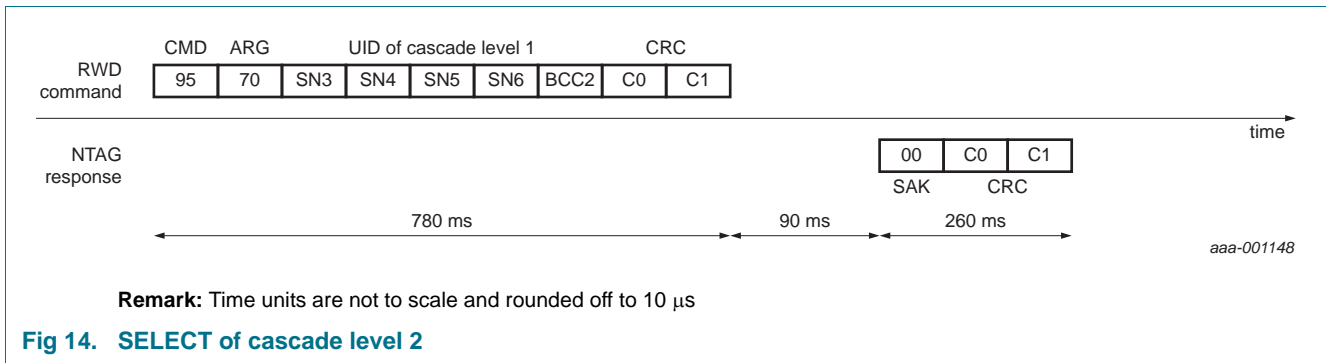 CMD ARG UID of cascade level 1 CRC
RWD command
95 70 SN3 SN4 SN5 SN6 BCC2 C0 C1
time
NTAG response
00 C0 C1
SAK CRC
780 ms 90 ms 260 ms
aaa-001148
Remark: Time units are not to scale and rounded off to 10 μs
Fig 14. SELECT of cascade level 2